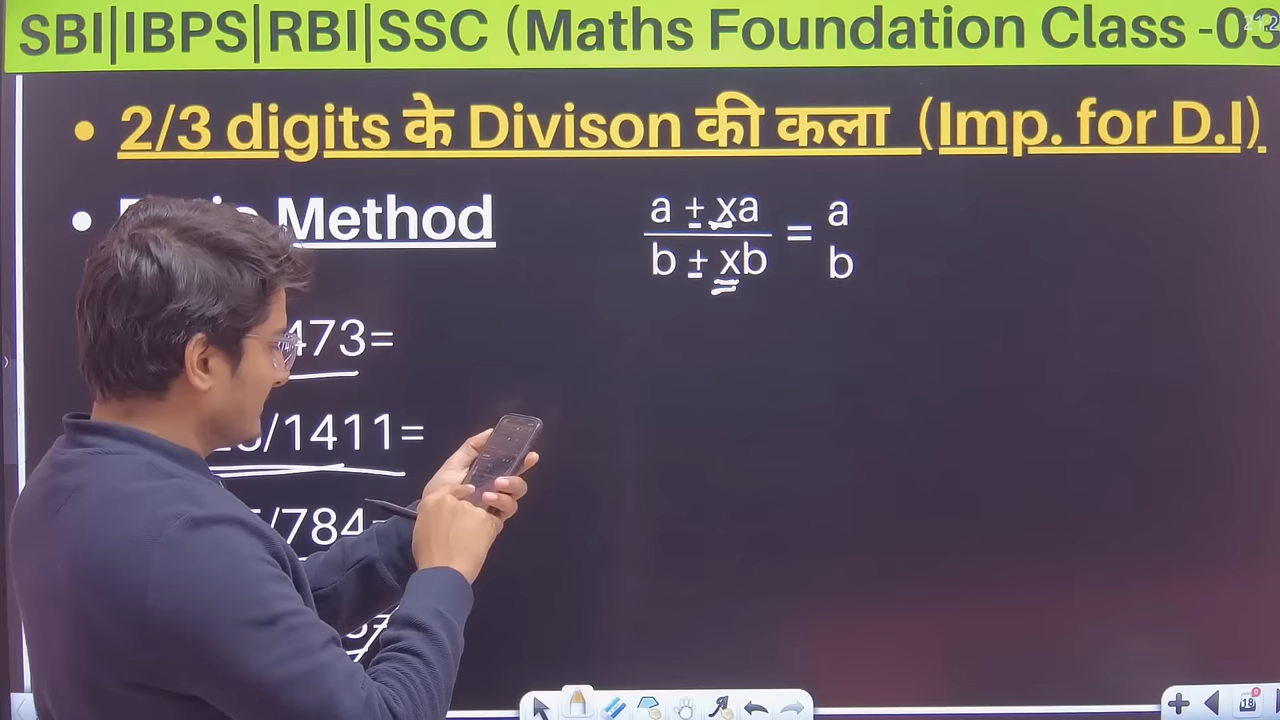 SBI|IBPS|RBI|SSC (Maths Foundation Class -03
• 2/3 digits के Divison की कला (Imp. for D.I)
• Method
a ± xa
b ± xb
=
a
b
473=
/1411=
/784=
18